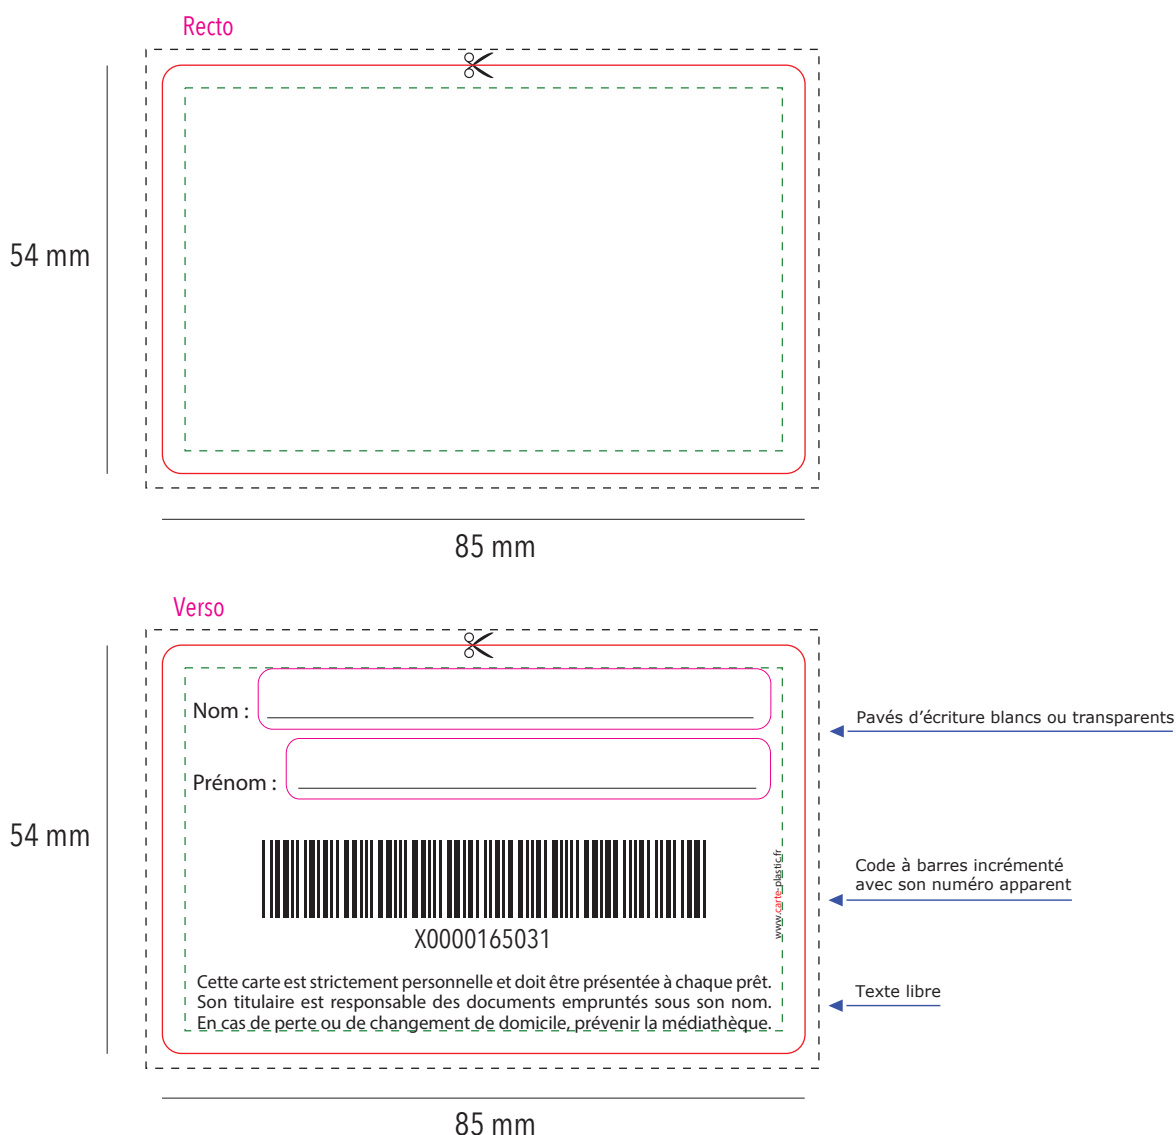 Recto
54 mm
85 mm
Verso
Nom :
Pavés d’écriture blancs ou transparents
Prénom :
54 mm
Code à barres incrémenté
avec son numéro apparent
www.carte-plastic.fr
X0000165031
Cette carte est strictement personnelle et doit être présentée à chaque prêt.
Son titulaire est responsable des documents empruntés sous son nom.
En cas de perte ou de changement de domicile, prévenir la médiathèque.
Texte libre
85 mm